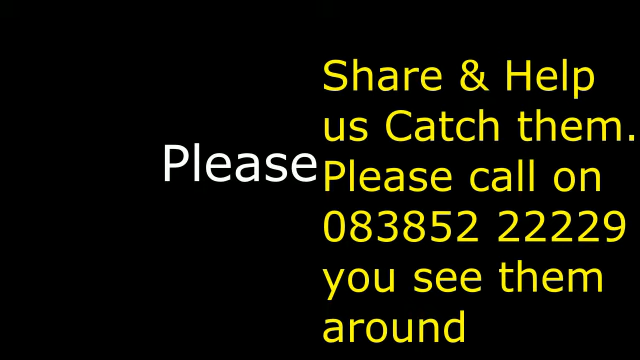 Please
Share & Help
us Catch them.
Please call on
083852 22229
you see them
around